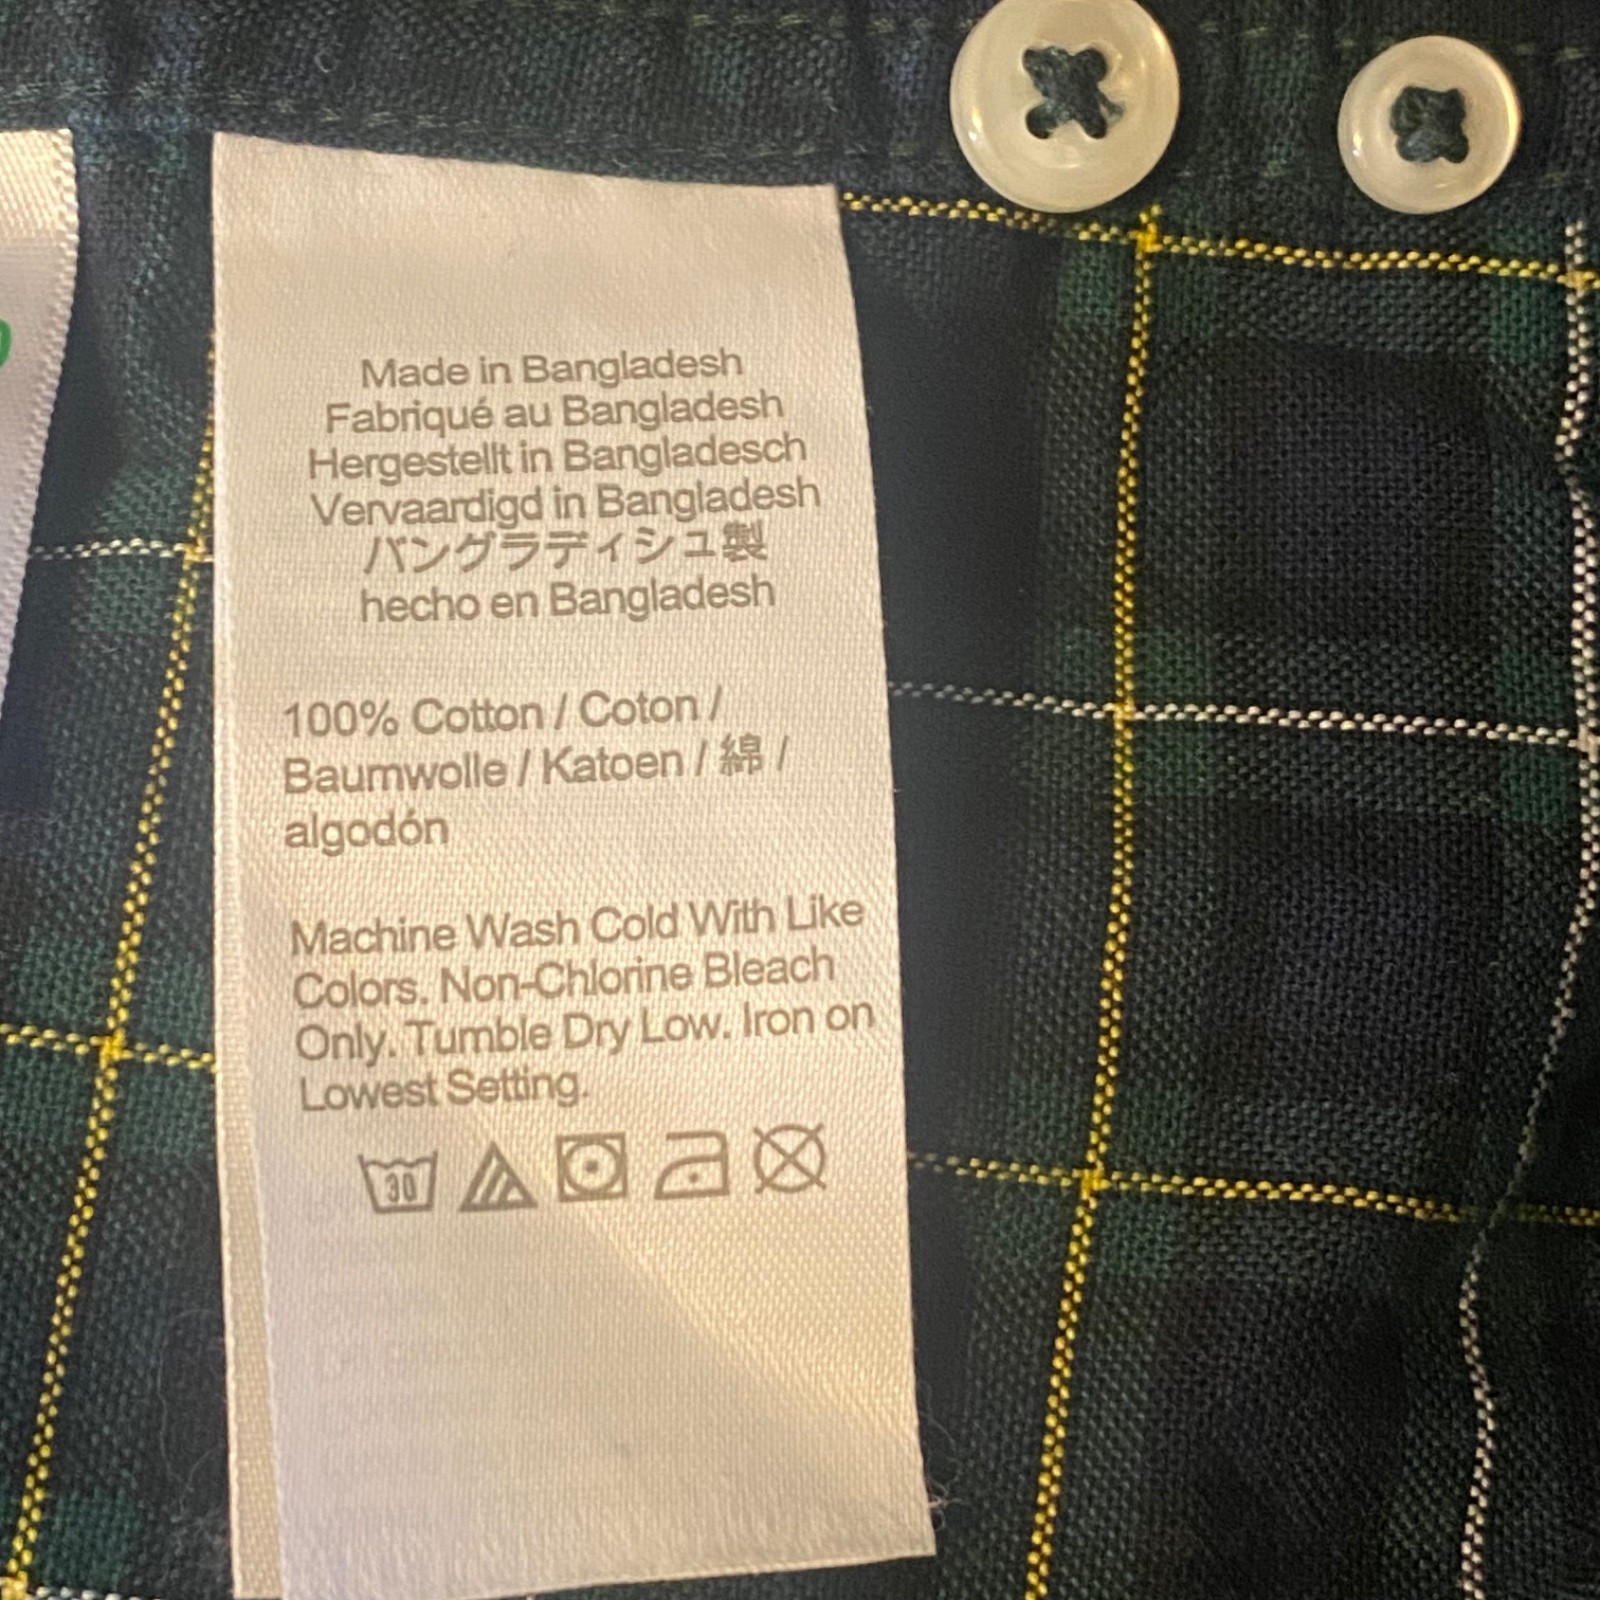 Made in Bangladesh
Fabriqué au Bangladesh
Hergestellt in Bangladesch
Vervaardigd in Bangladesh
バングラディシュ製
hecho en Bangladesh
100% Cotton / Coton /
Baumwolle / Katoen / 綿 /
algodón
Machine Wash Cold With Like
Colors. Non-Chlorine Bleach
Only. Tumble Dry Low. Iron on
Lowest Setting.
30